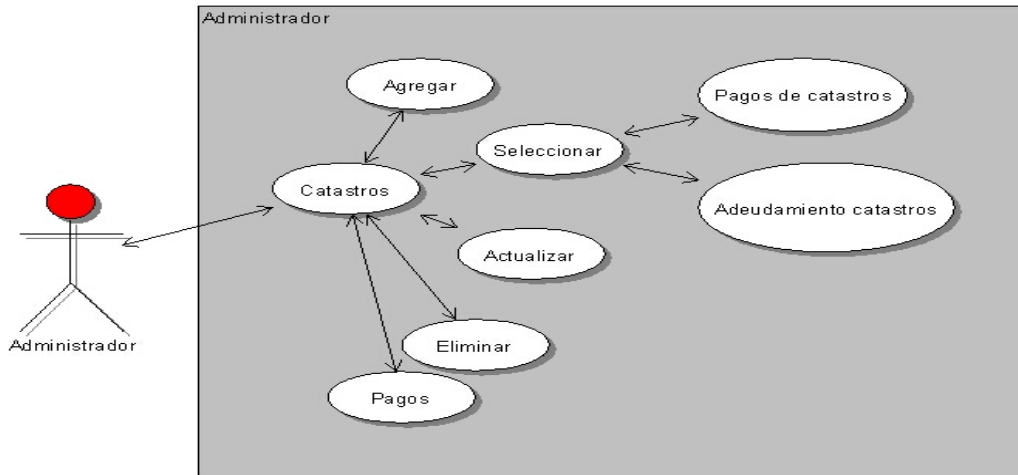 Administrador
Agregar
Pagos de catastros
Seleccionar
Catastros
Adeudamiento catastros
Actualizar
Administrador
Eliminar
Pagos